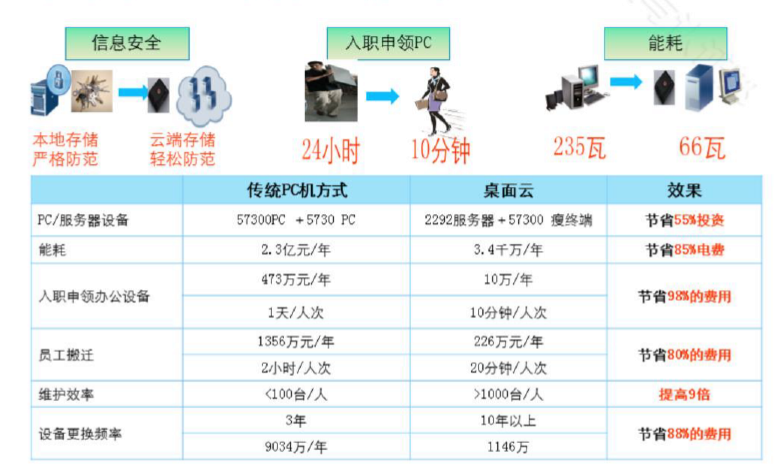 信息安全
入职申领PC
能耗
本地存储
严格防范
云端存储
轻松防范
24小时
10分钟
235瓦
66瓦
传统PC机方式 桌面云 效果
PC/服务器设备 57300PC +5730 PC 2292服务器+57300 瘦终端 节省55%投资
能耗 2.3亿元/年 3.4千万/年 节省85%电费
入职申领办公设备 473万元/年 10万/年 节省98%的费用
1天/人次 10分钟/人次
员工搬迁 1356万元/年 226万元/年 节省80%的费用
2小时/人次 20分钟/人次
维护效率 <100台/人 >1000台/人 提高9倍
设备更换频率 3年 10年以上 节省88%的费用
9034万/年 1146万